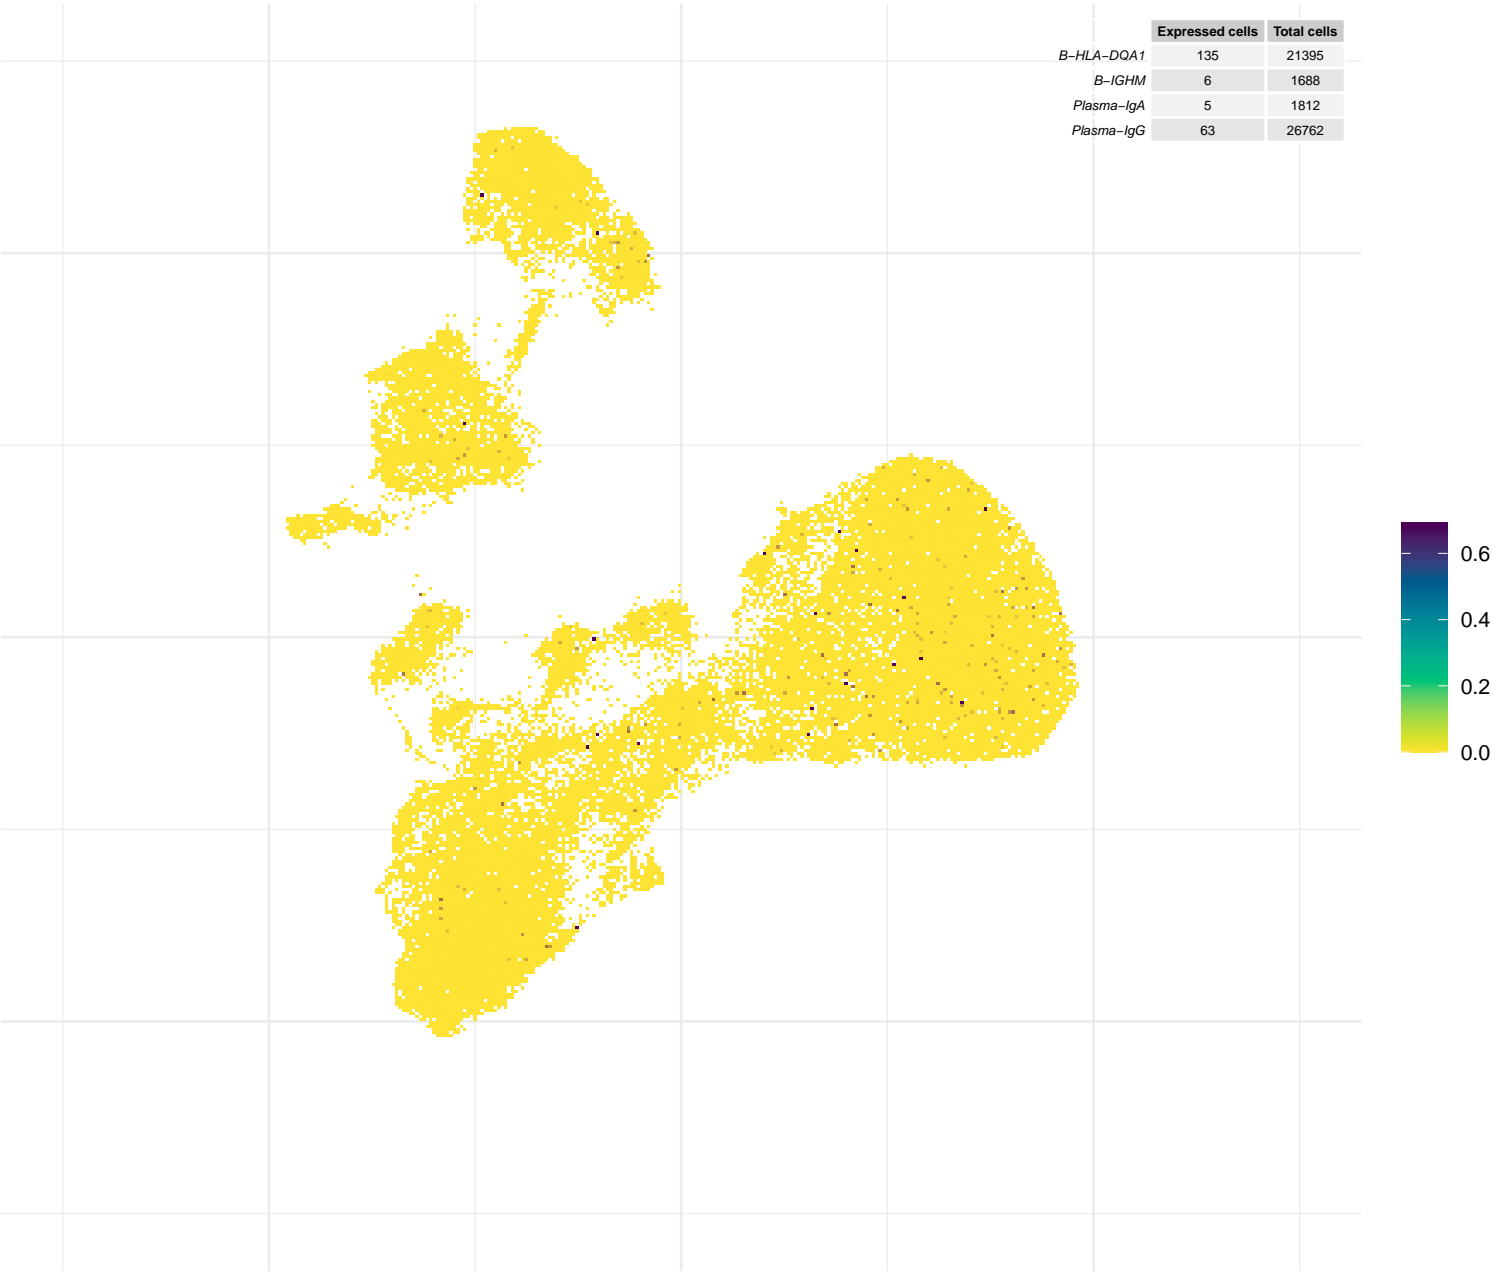 Expressed cells Total cells
B−HLA−DQA1 135 21395
B−IGHM 6 1688
Plasma−IgA 5 1812
Plasma−IgG 63 26762
0.6
0.4
0.2
0.0